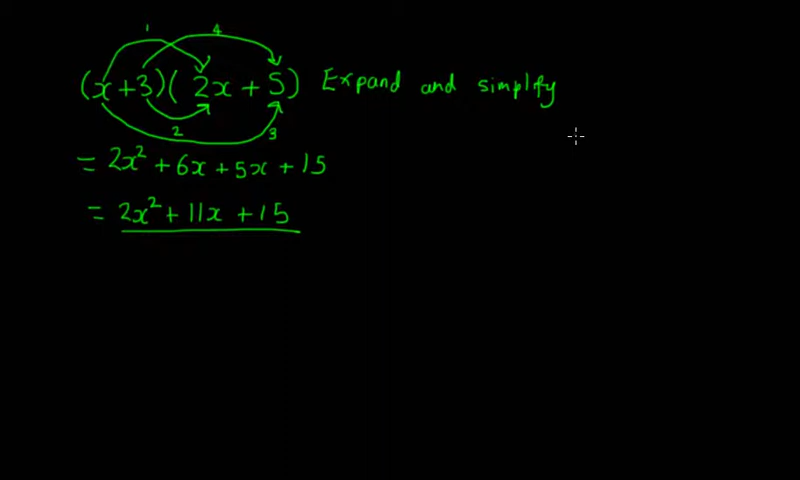 1 4
(x+3)(2x+5) Expand and simplify
2 3
= 2x² + 6x + 5x + 15
= 2x² + 11x + 15